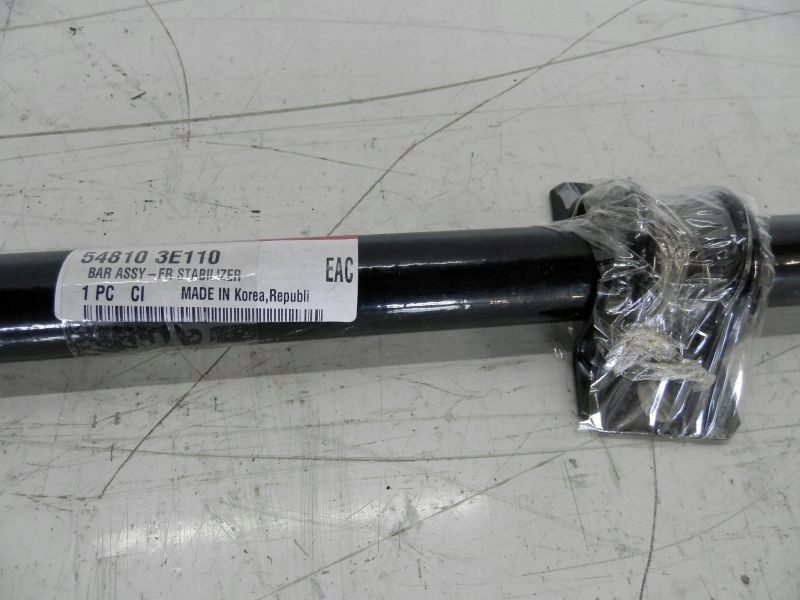 54810 3E110
BAR ASSY-FR STABILIZER
EAC
1 PC CI MADE IN Korea,Republi